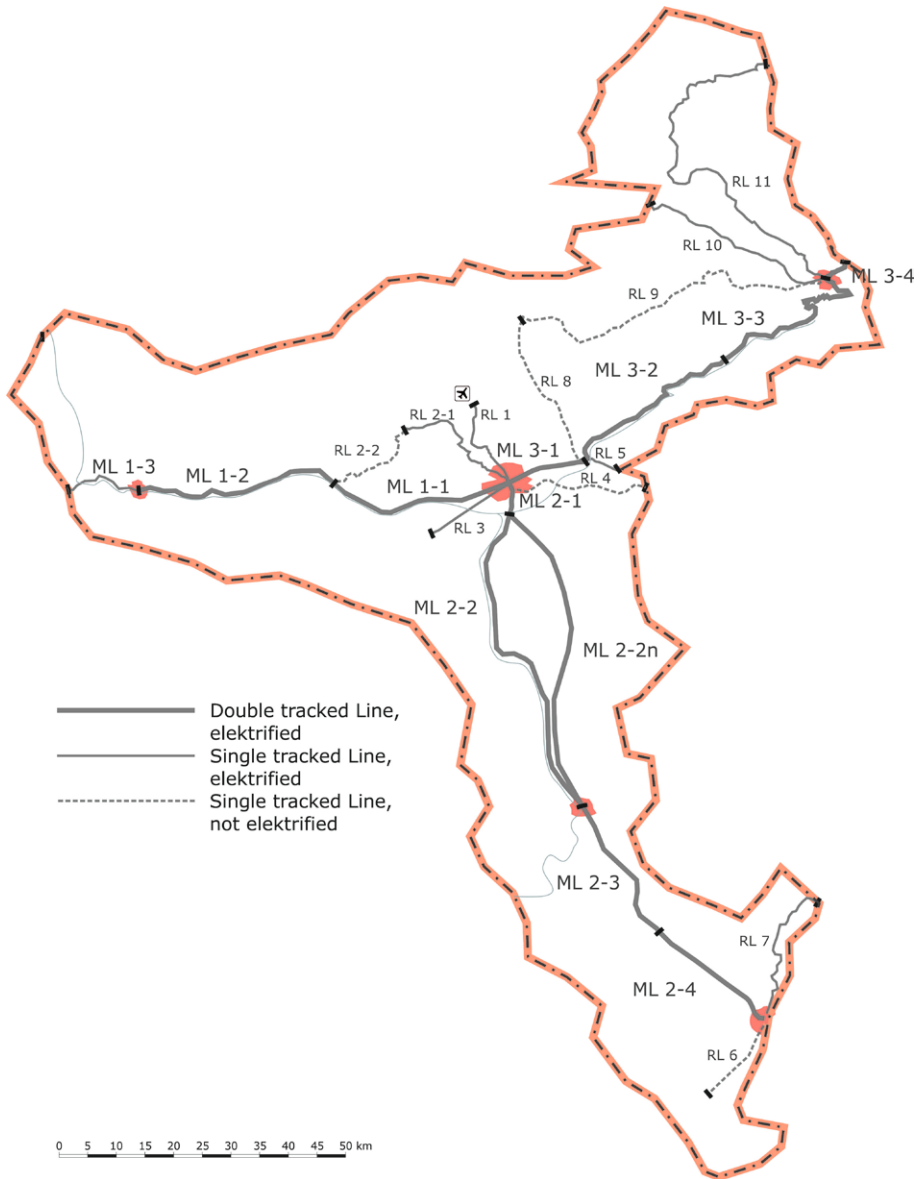 RL 11
RL 10
ML 3-4
RL 9
ML 3-3
ML 3-2
RL 8
RL 2-1
RL 1
RL 2-2
ML 3-1
RL 5
ML 1-3
ML 1-2
ML 1-1
RL 4
ML 2-1
RL 3
ML 2-2
ML 2-2n
Double tracked Line,
elektrified
Single tracked Line,
elektrified
Single tracked Line,
not elektrified
ML 2-3
RL 7
ML 2-4
RL 6
0 5 10 15 20 25 30 35 40 45 50 km